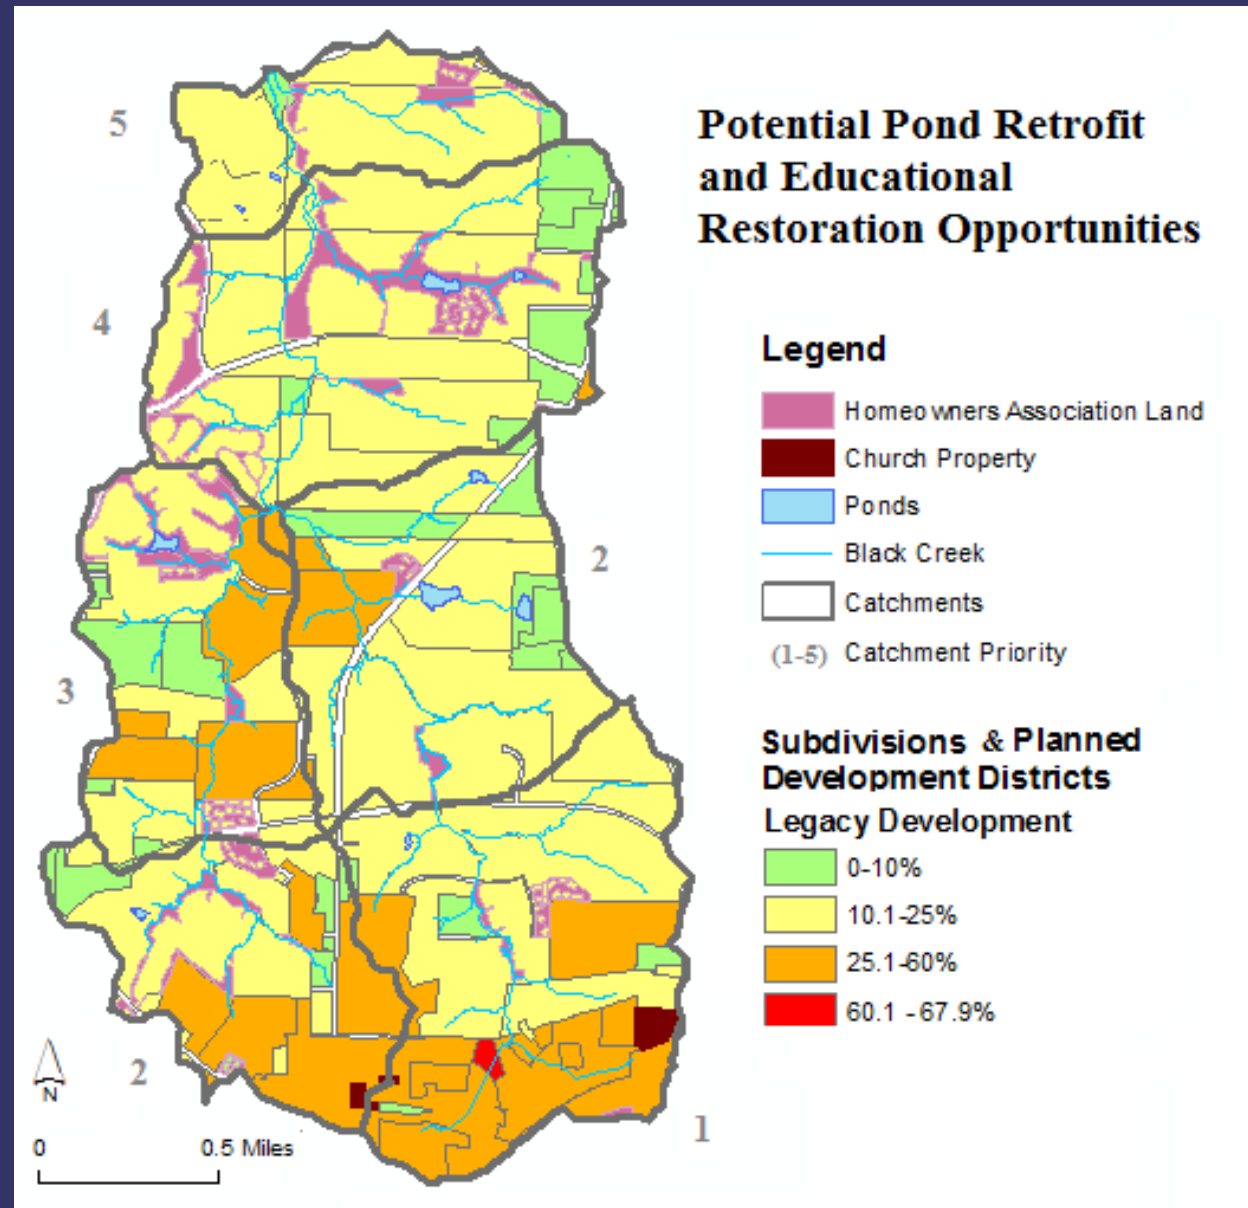 Potential Pond Retrofit
and Educational
Restoration Opportunities
5
4
2
3
2
1
Legend
Homeowners Association Land
Church Property
Ponds
Black Creek
Catchments
(1-5) Catchment Priority
Subdivisions & Planned
Development Districts
Legacy Development
0-10%
10.1-25%
25.1-60%
60.1 - 67.9%
N
0 0.5 Miles